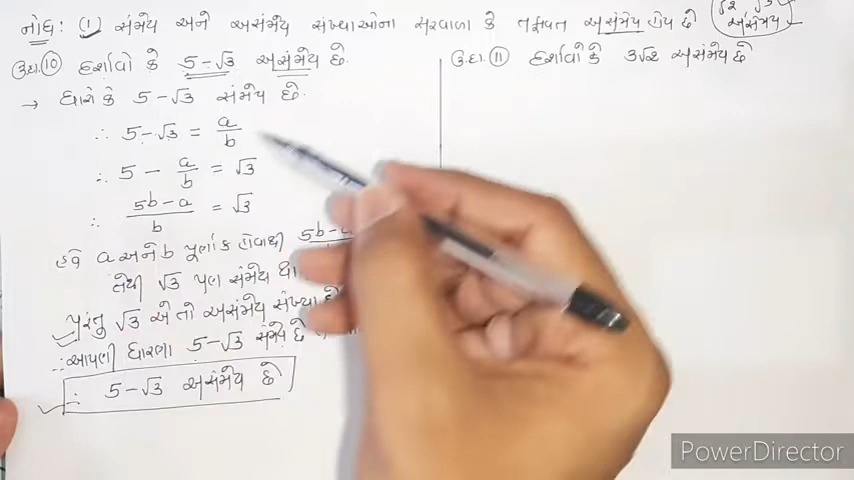 નોંધ: (1) સંમેય અને અસંમેય સંખ્યાઓના સરવાળા કે તફાવત અસંમેય હોય છે
√2 √3
અસંમેય
ઉદા. (10) દર્શાવો કે 5-√3 અસંમેય છે.
→ ધારો કે 5-√3 સંમેય છે.
∴ 5-√3 = a/b
∴ 5 - a/b = √3
∴ (5b-a)/b = √3
હવે a અને b પૂર્ણાંક હોવાથી 5b-a
તેથી √3 પણ સંમેય થા
પરંતુ √3 એ તો અસંમેય સંખ્યા છે
∴ આપણી ધારણા 5-√3 સંમેય છે
∴ 5-√3 અસંમેય છે
ઉદા. (11) દર્શાવો કે 3√2 અસંમેય છે
PowerDirector